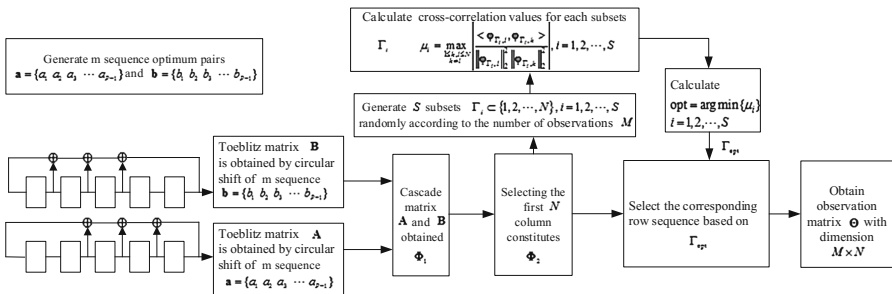 Generate m sequence optimum pairs
a = {a₁ a₂ a₃ ⋯ a_{p−1}} and b = {b₁ b₂ b₃ ⋯ b_{p−1}}
Toeblitz matrix B
is obtained by circular
shift of m sequence
b = {b₁ b₂ b₃ ⋯ b_{p−1}}
Toeblitz matrix A
is obtained by circular
shift of m sequence
a = {a₁ a₂ a₃ ⋯ a_{p−1}}
Cascade
matrix
A and B
obtained
Φ₁
Selecting the
first N
column
constitutes
Φ₂
Generate S subsets Γᵢ ⊂ {1,2,⋯,N}, i = 1,2,⋯,S
randomly according to the number of observations M
Calculate cross-correlation values for each subsets
Γᵢ μᵢ = max_{1≤k,l≤N, k≠l} |<φ_{Γᵢ,l}, φ_{Γᵢ,k}> / ‖φ_{Γᵢ,l}‖₂² ‖φ_{Γᵢ,k}‖₂²|, i = 1,2,⋯,S
Calculate
opt = arg min{μᵢ}
i = 1,2,⋯,S
Γ_opt
Select the corresponding
row sequence based on
Γ_opt
Obtain
observation
matrix Θ with
dimension
M×N